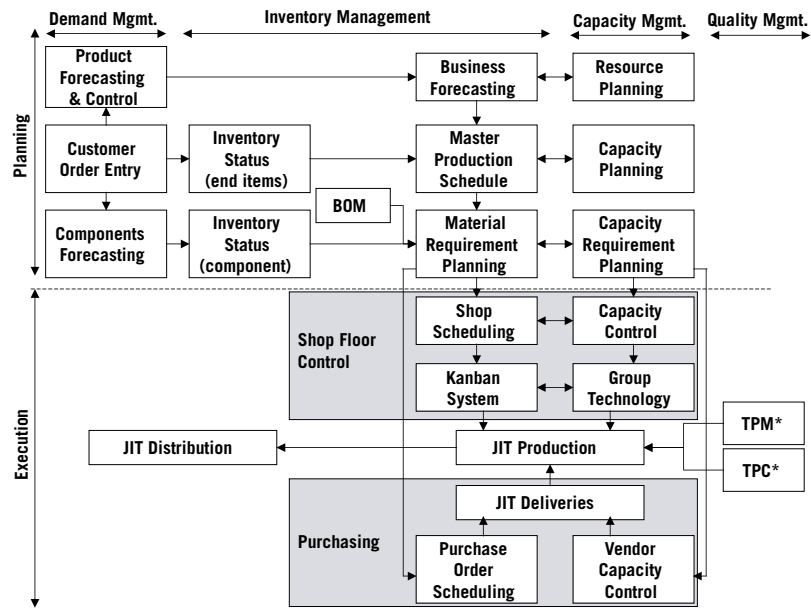 Demand Mgmt.
Inventory Management
Capacity Mgmt.
Quality Mgmt.
Planning
Product
Forecasting
& Control
Business
Forecasting
Resource
Planning
Customer
Order Entry
Inventory
Status
(end items)
Master
Production
Schedule
Capacity
Planning
BOM
Components
Forecasting
Inventory
Status
(component)
Material
Requirement
Planning
Capacity
Requirement
Planning
Execution
Shop Floor
Control
Shop
Scheduling
Capacity
Control
Kanban
System
Group
Technology
TPM*
JIT Distribution
JIT Production
TPC*
JIT Deliveries
Purchasing
Purchase
Order
Scheduling
Vendor
Capacity
Control